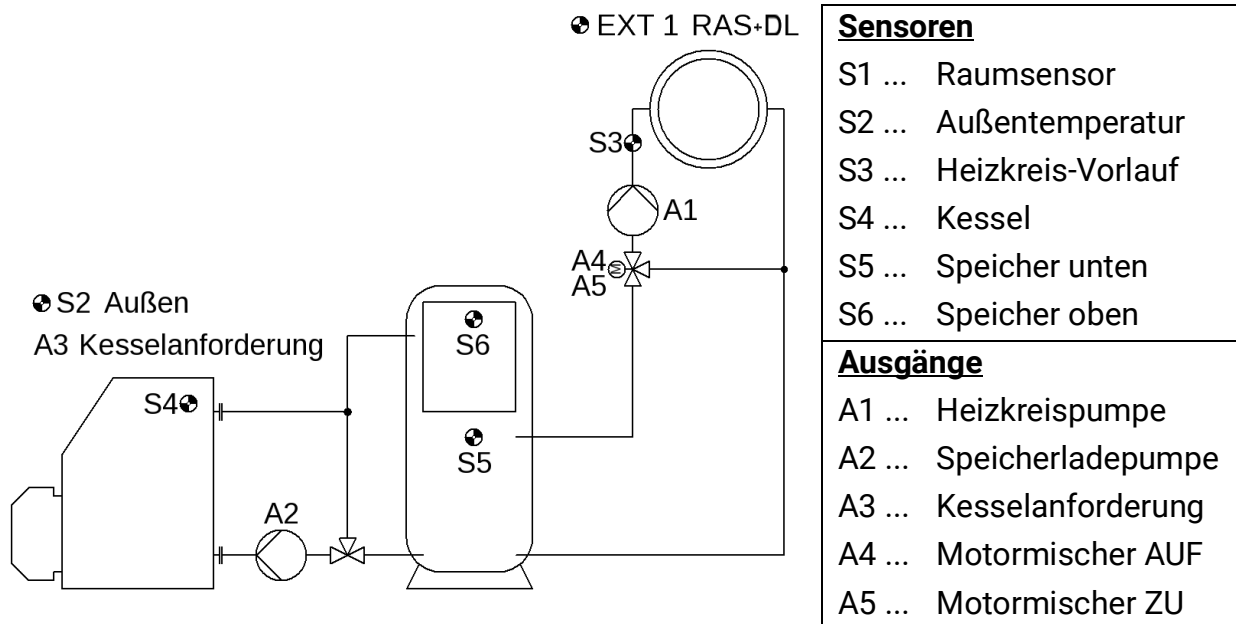 EXT 1 RAS+DL
S3
A1
A4
A5
S2 Außen
A3 Kesselanforderung
S6
S4
S5
A2
Sensoren
S1 ... Raumsensor
S2 ... Außentemperatur
S3 ... Heizkreis-Vorlauf
S4 ... Kessel
S5 ... Speicher unten
S6 ... Speicher oben
Ausgänge
A1 ... Heizkreispumpe
A2 ... Speicherladepumpe
A3 ... Kesselanforderung
A4 ... Motormischer AUF
A5 ... Motormischer ZU